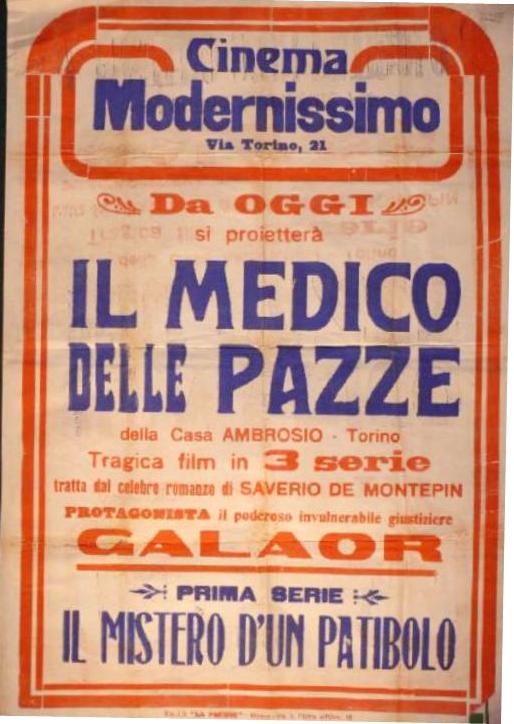 Cinema
Modernissimo
Via Torino, 21
Da OGGI
si proietterà
IL MEDICO
DELLE PAZZE
della Casa AMBROSIO - Torino
Tragica film in 3 serie
tratta dal celebre romanzo di SAVERIO DE MONTEPIN
PROTAGONISTA il poderoso invulnerabile giustiziere
GALAOR
PRIMA SERIE
IL MISTERO D'UN PATIBOLO